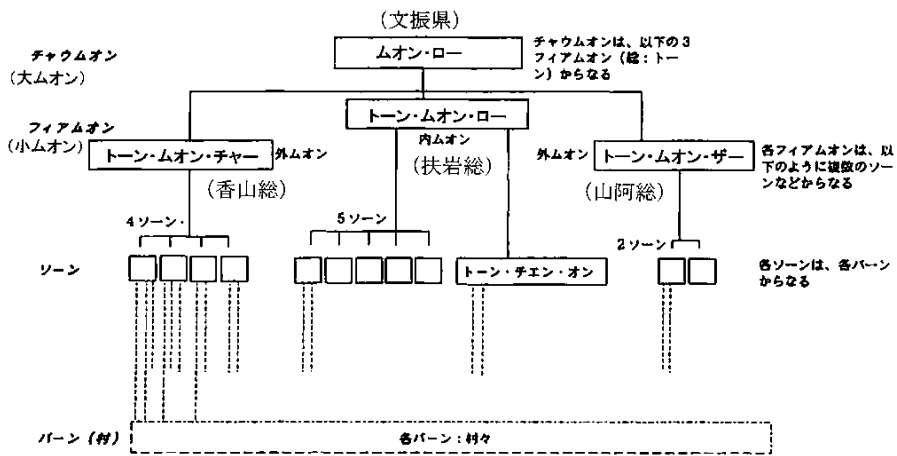 （文振県）
チャウムオン
（大ムオン）
ムオン・ロー
チャウムオンは、以下の３
フィアムオン（総：トー
ン）からなる
フィアムオン
（小ムオン）
トーン・ムオン・ロー
内ムオン
トーン・ムオン・チャー
外ムオン
外ムオン
トーン・ムオン・ザー
各フィアムオンは、以
下のように複数のソー
ンなどからなる
（香山総）
（扶岩総）
（山阿総）
4ソーン・
5ソーン
2ソーン
ソーン
トーン・チエン・オン
各ソーンは、各バーン
からなる
バーン（村）
各バーン：村々